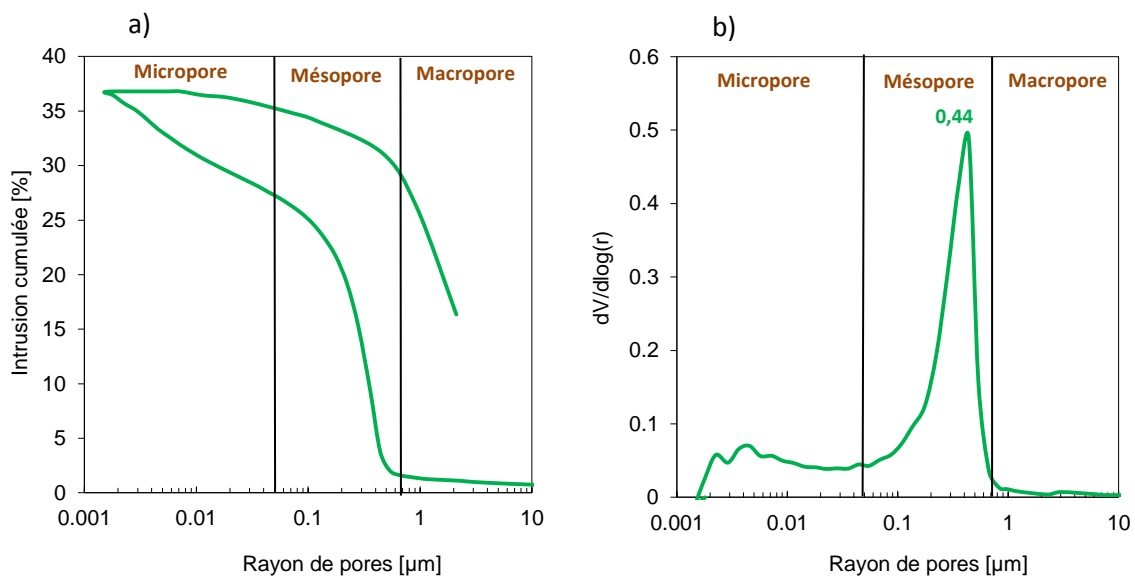 a)
Micropore
Mésopore
Macropore
Intrusion cumulée [%]
40
35
30
25
20
15
10
5
0
0.001
0.01
0.1
1
10
Rayon de pores [µm]
b)
Micropore
Mésopore
Macropore
0,44
dV/dlog(r)
0.6
0.5
0.4
0.3
0.2
0.1
0
0.001
0.01
0.1
1
10
Rayon de pores [µm]